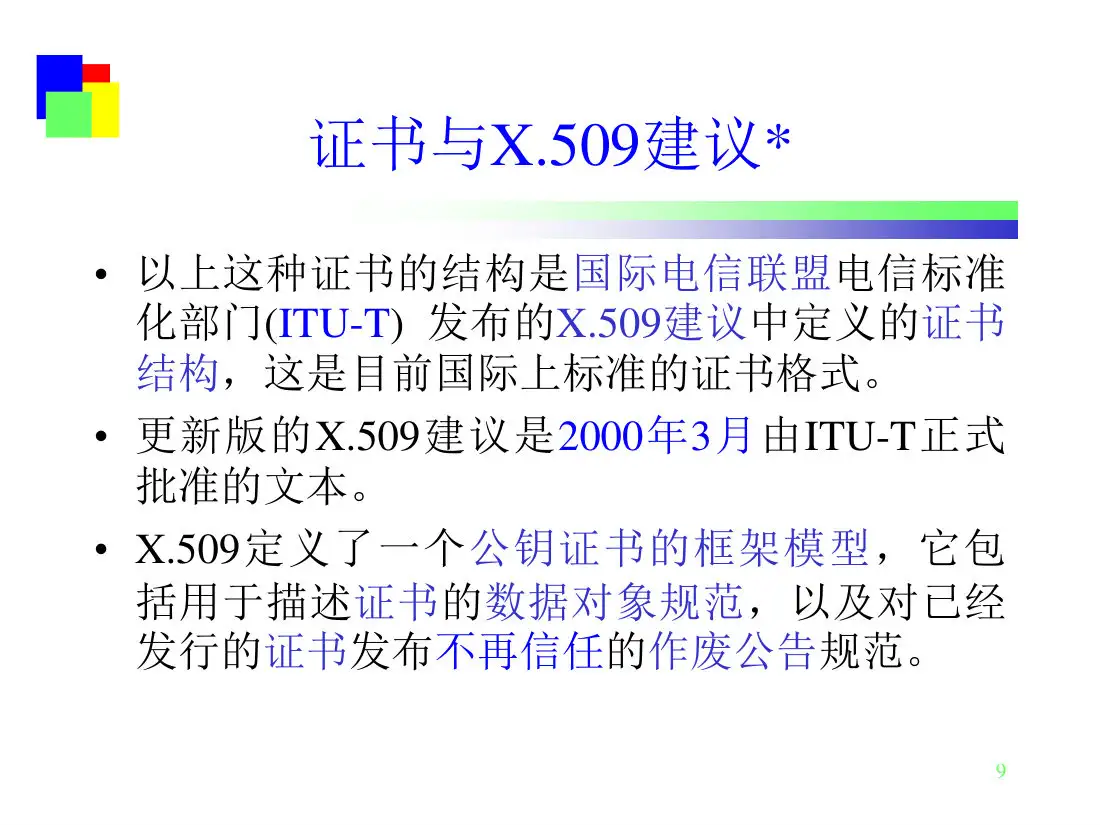 证书与X.509建议*
• 以上这种证书的结构是国际电信联盟电信标准
化部门(ITU-T) 发布的X.509建议中定义的证书
结构，这是目前国际上标准的证书格式。
• 更新版的X.509建议是2000年3月由ITU-T正式
批准的文本。
• X.509定义了一个公钥证书的框架模型，它包
括用于描述证书的数据对象规范，以及对已经
发行的证书发布不再信任的作废公告规范。
9